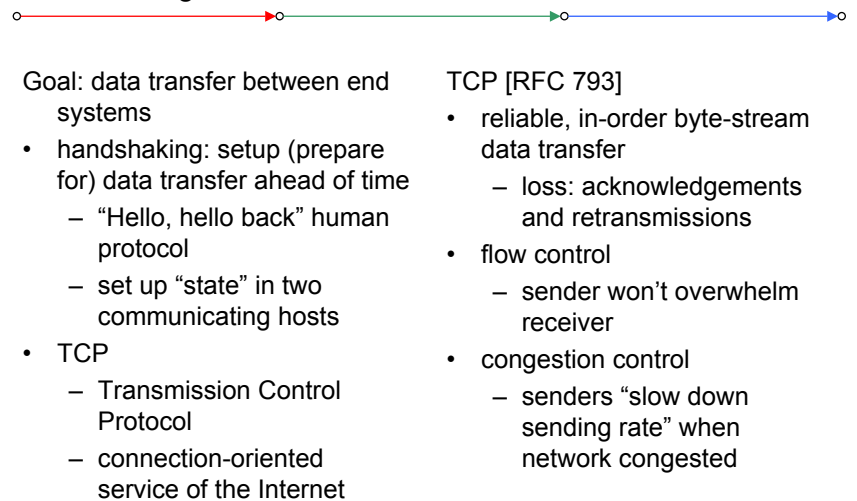 Goal: data transfer between end
systems
• handshaking: setup (prepare
for) data transfer ahead of time
– “Hello, hello back” human
protocol
– set up “state” in two
communicating hosts
• TCP
– Transmission Control
Protocol
– connection-oriented
service of the Internet
TCP [RFC 793]
• reliable, in-order byte-stream
data transfer
– loss: acknowledgements
and retransmissions
• flow control
– sender won’t overwhelm
receiver
• congestion control
– senders “slow down
sending rate” when
network congested